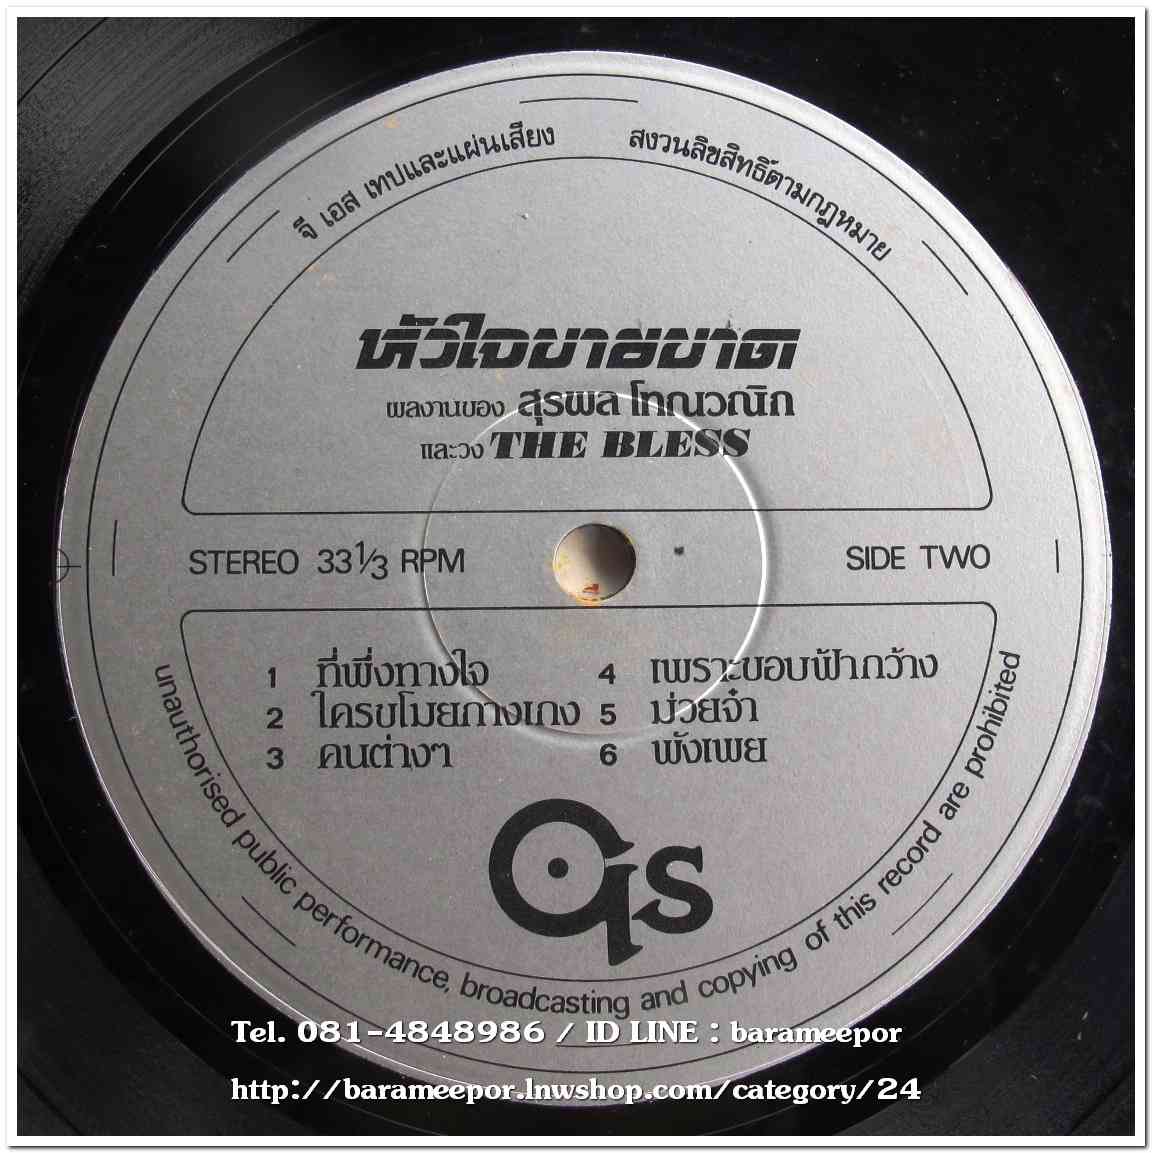 จี เอส เทปและแผ่นเสียง สงวนลิขสิทธิ์ตามกฎหมาย
หัวใจขายขาด
ผลงานของ สุรพล โทณวณิก
และวง THE BLESS
STEREO 33⅓ RPM SIDE TWO
1 ที่พึ่งทางใจ
2 ใครขโมยกางเกง
3 คนต่างๆ
4 เพราะขอบฟ้ากว้าง
5 ม่วยจ๋า
6 พังเพย
Gs
unauthorised public performance, broadcasting and copying of this record are prohibited
Tel. 081-4848986 / ID LINE : barameepor
http://barameepor.lnwshop.com/category/24